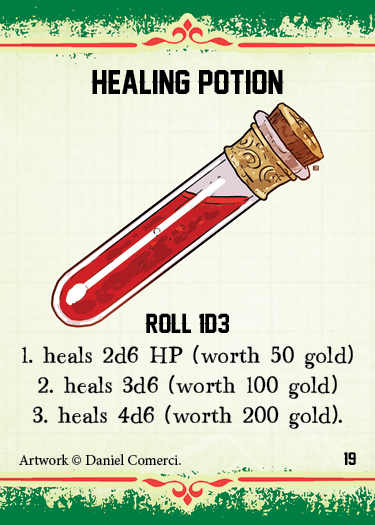 HEALING POTION
ROLL 1D3
1. heals 2d6 HP (worth 50 gold)
2. heals 3d6 (worth 100 gold)
3. heals 4d6 (worth 200 gold).
Artwork © Daniel Comerci.
19